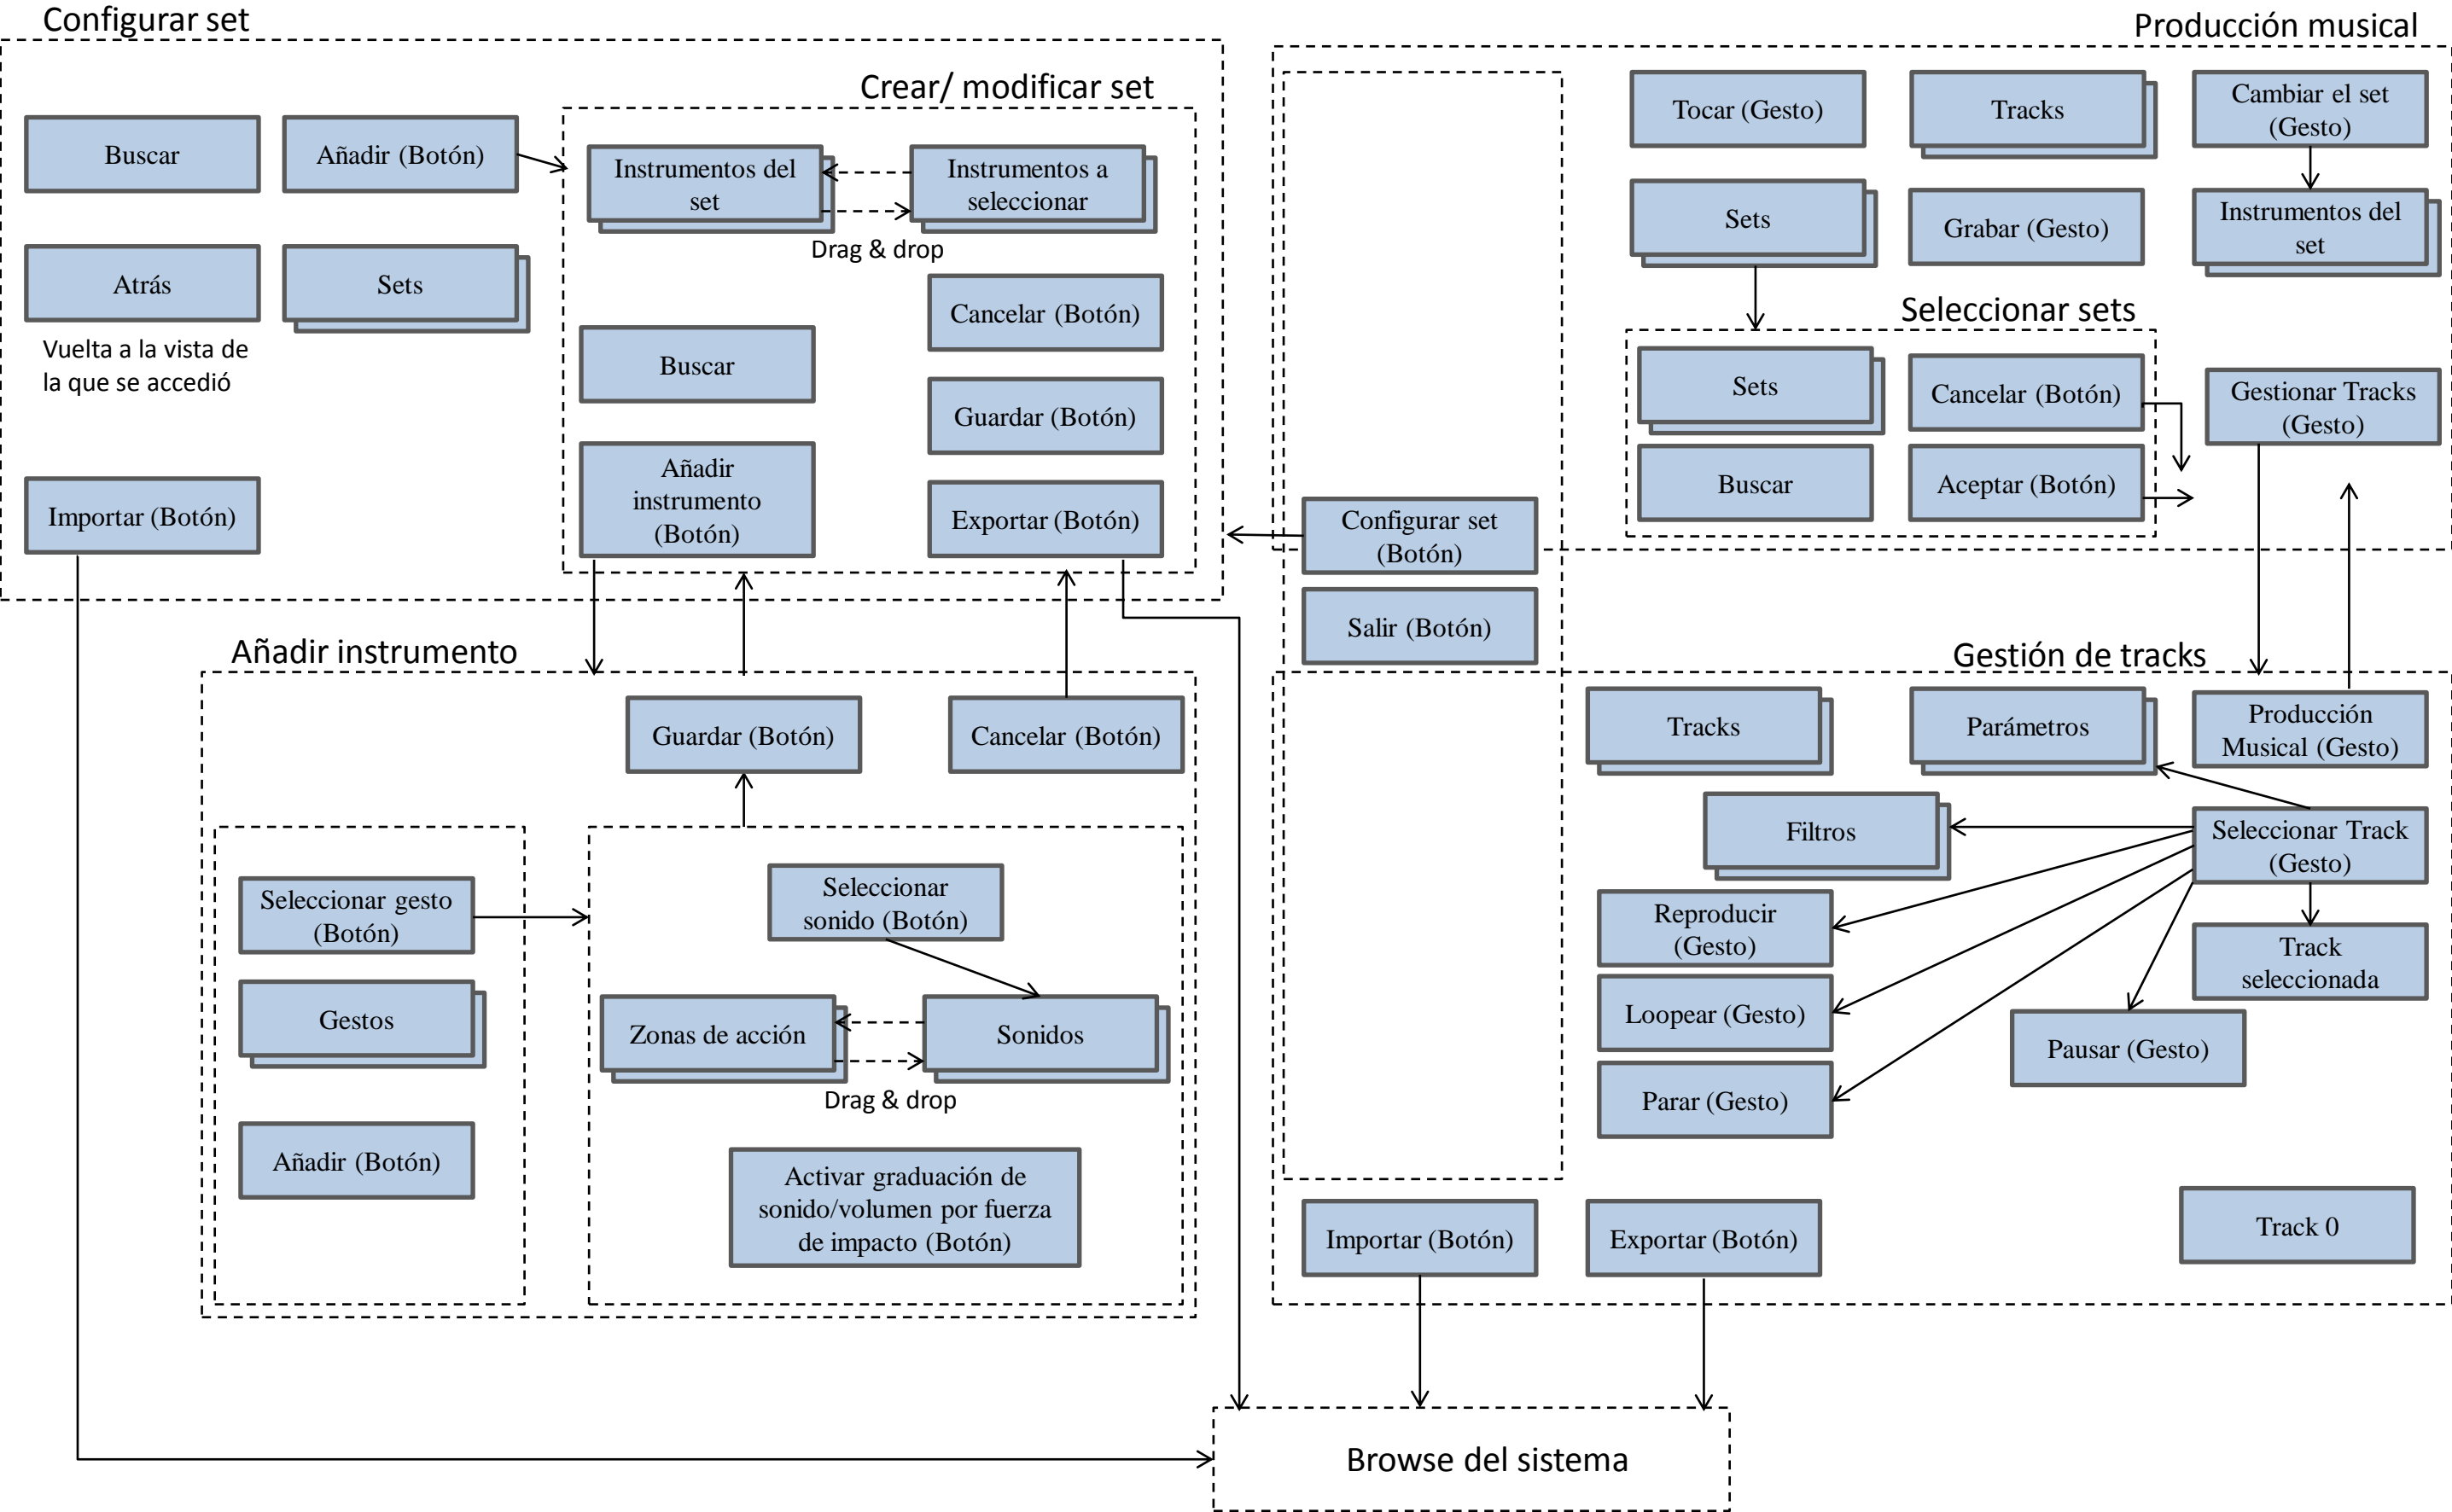 Configurar set
Crear/ modificar set
Buscar
Añadir (Botón)
Instrumentos del
set
Instrumentos a
seleccionar
Drag & drop
Atrás
Sets
Vuelta a la vista de
la que se accedió
Cancelar (Botón)
Buscar
Guardar (Botón)
Añadir
instrumento
(Botón)
Exportar (Botón)
Importar (Botón)
Producción musical
Tocar (Gesto)
Tracks
Cambiar el set
(Gesto)
Sets
Grabar (Gesto)
Instrumentos del
set
Seleccionar sets
Sets
Cancelar (Botón)
Gestionar Tracks
(Gesto)
Buscar
Aceptar (Botón)
Configurar set
(Botón)
Salir (Botón)
Añadir instrumento
Guardar (Botón)
Cancelar (Botón)
Seleccionar gesto
(Botón)
Seleccionar
sonido (Botón)
Gestos
Zonas de acción
Sonidos
Drag & drop
Añadir (Botón)
Activar graduación de
sonido/volumen por fuerza
de impacto (Botón)
Gestión de tracks
Tracks
Parámetros
Producción
Musical (Gesto)
Filtros
Seleccionar Track
(Gesto)
Reproducir
(Gesto)
Track
seleccionada
Loopear (Gesto)
Pausar (Gesto)
Parar (Gesto)
Importar (Botón)
Exportar (Botón)
Track 0
Browse del sistema